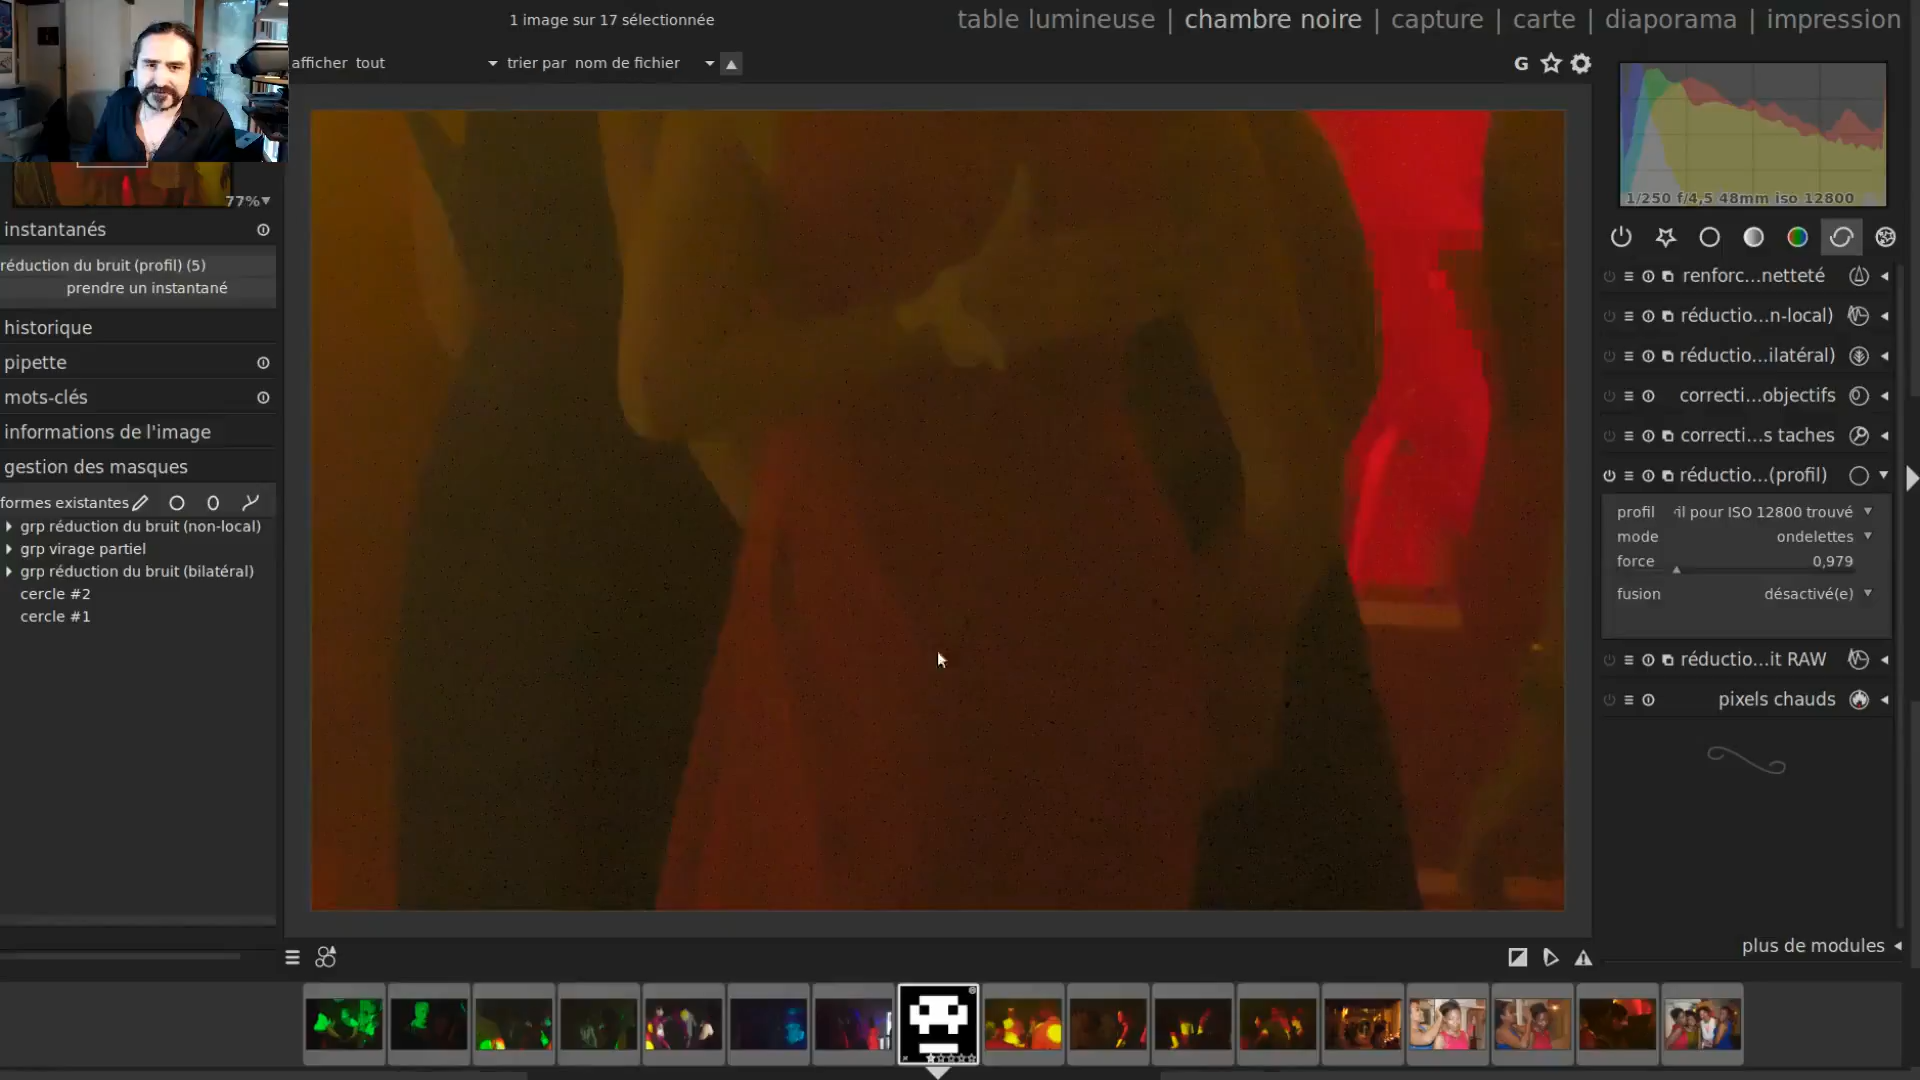 1 image sur 17 sélectionnée
table lumineuse | chambre noire | capture | carte | diaporama | impression
afficher tout
trier par nom de fichier
G
77%
1/250 f/4,5 48mm iso 12800
instantanés
réduction du bruit (profil) (5)
prendre un instantané
historique
pipette
mots-clés
informations de l'image
gestion des masques
formes existantes
grp réduction du bruit (non-local)
grp virage partiel
grp réduction du bruit (bilatéral)
cercle #2
cercle #1
renforc...netteté
réductio...n-local)
réductio...ilatéral)
correcti...objectifs
correcti...s taches
réductio...(profil)
profil il pour ISO 12800 trouvé
mode ondelettes
force 0,979
fusion désactivé(e)
réductio...it RAW
pixels chauds
plus de modules